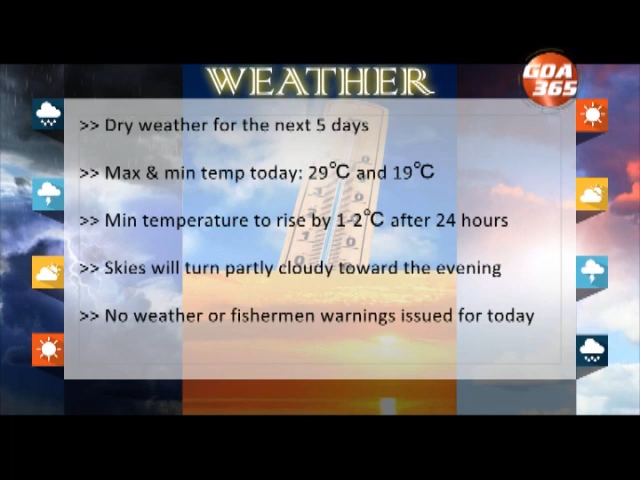 WEATHER
GOA
365
>> Dry weather for the next 5 days
>> Max & min temp today: 29℃ and 19℃
>> Min temperature to rise by 1-2℃ after 24 hours
>> Skies will turn partly cloudy toward the evening
>> No weather or fishermen warnings issued for today